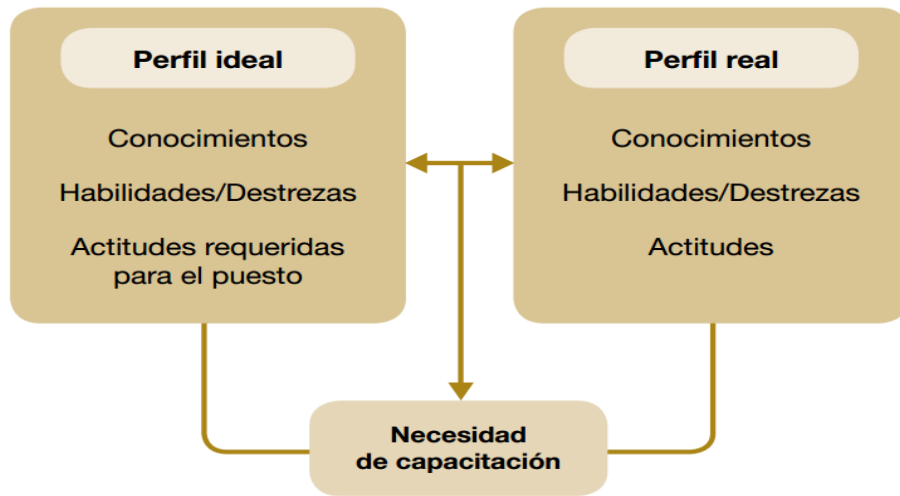 Perfil ideal
Conocimientos
Habilidades/Destrezas
Actitudes requeridas
para el puesto
Perfil real
Conocimientos
Habilidades/Destrezas
Actitudes
Necesidad
de capacitación